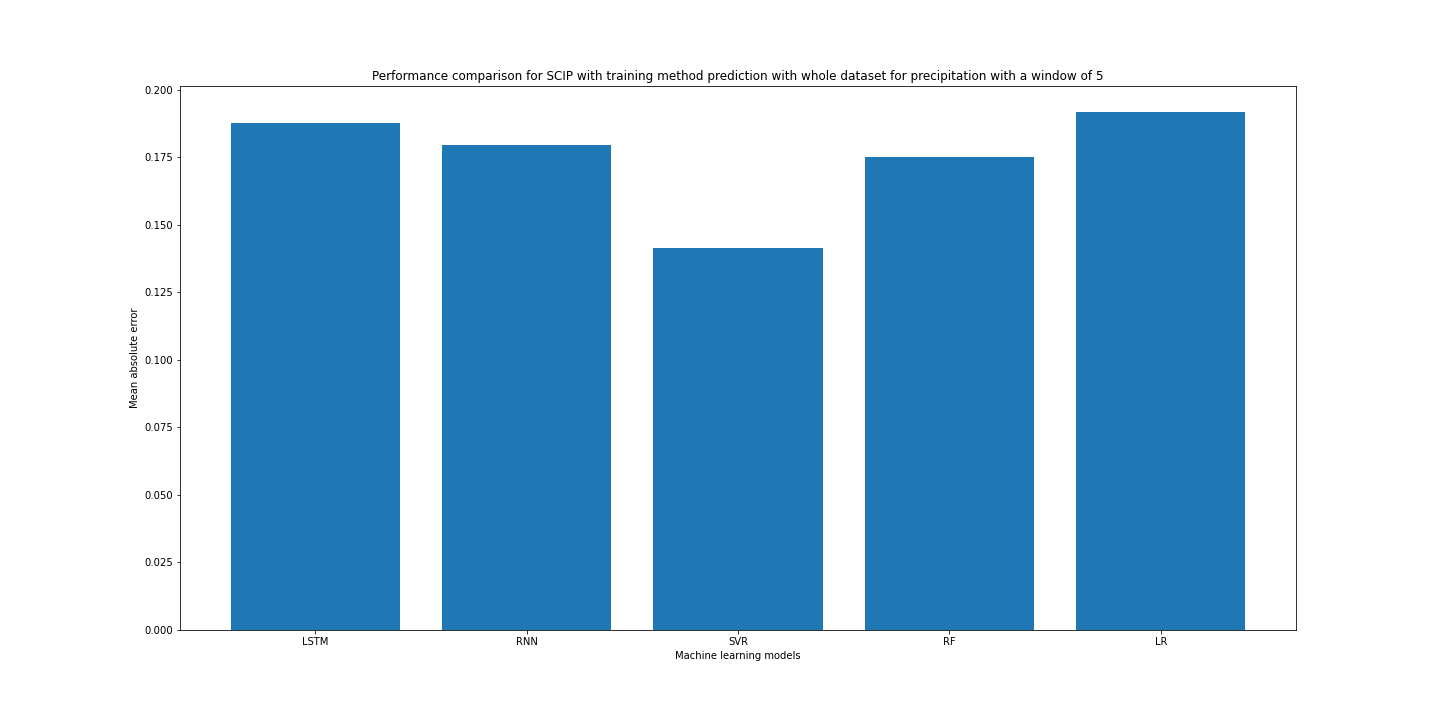 Performance comparison for SCIP with training method prediction with whole dataset for precipitation with a window of 5
0.200
0.175
0.150
0.125
0.100
0.075
0.050
0.025
0.000
Mean absolute error
LSTM RNN SVR RF LR
Machine learning models